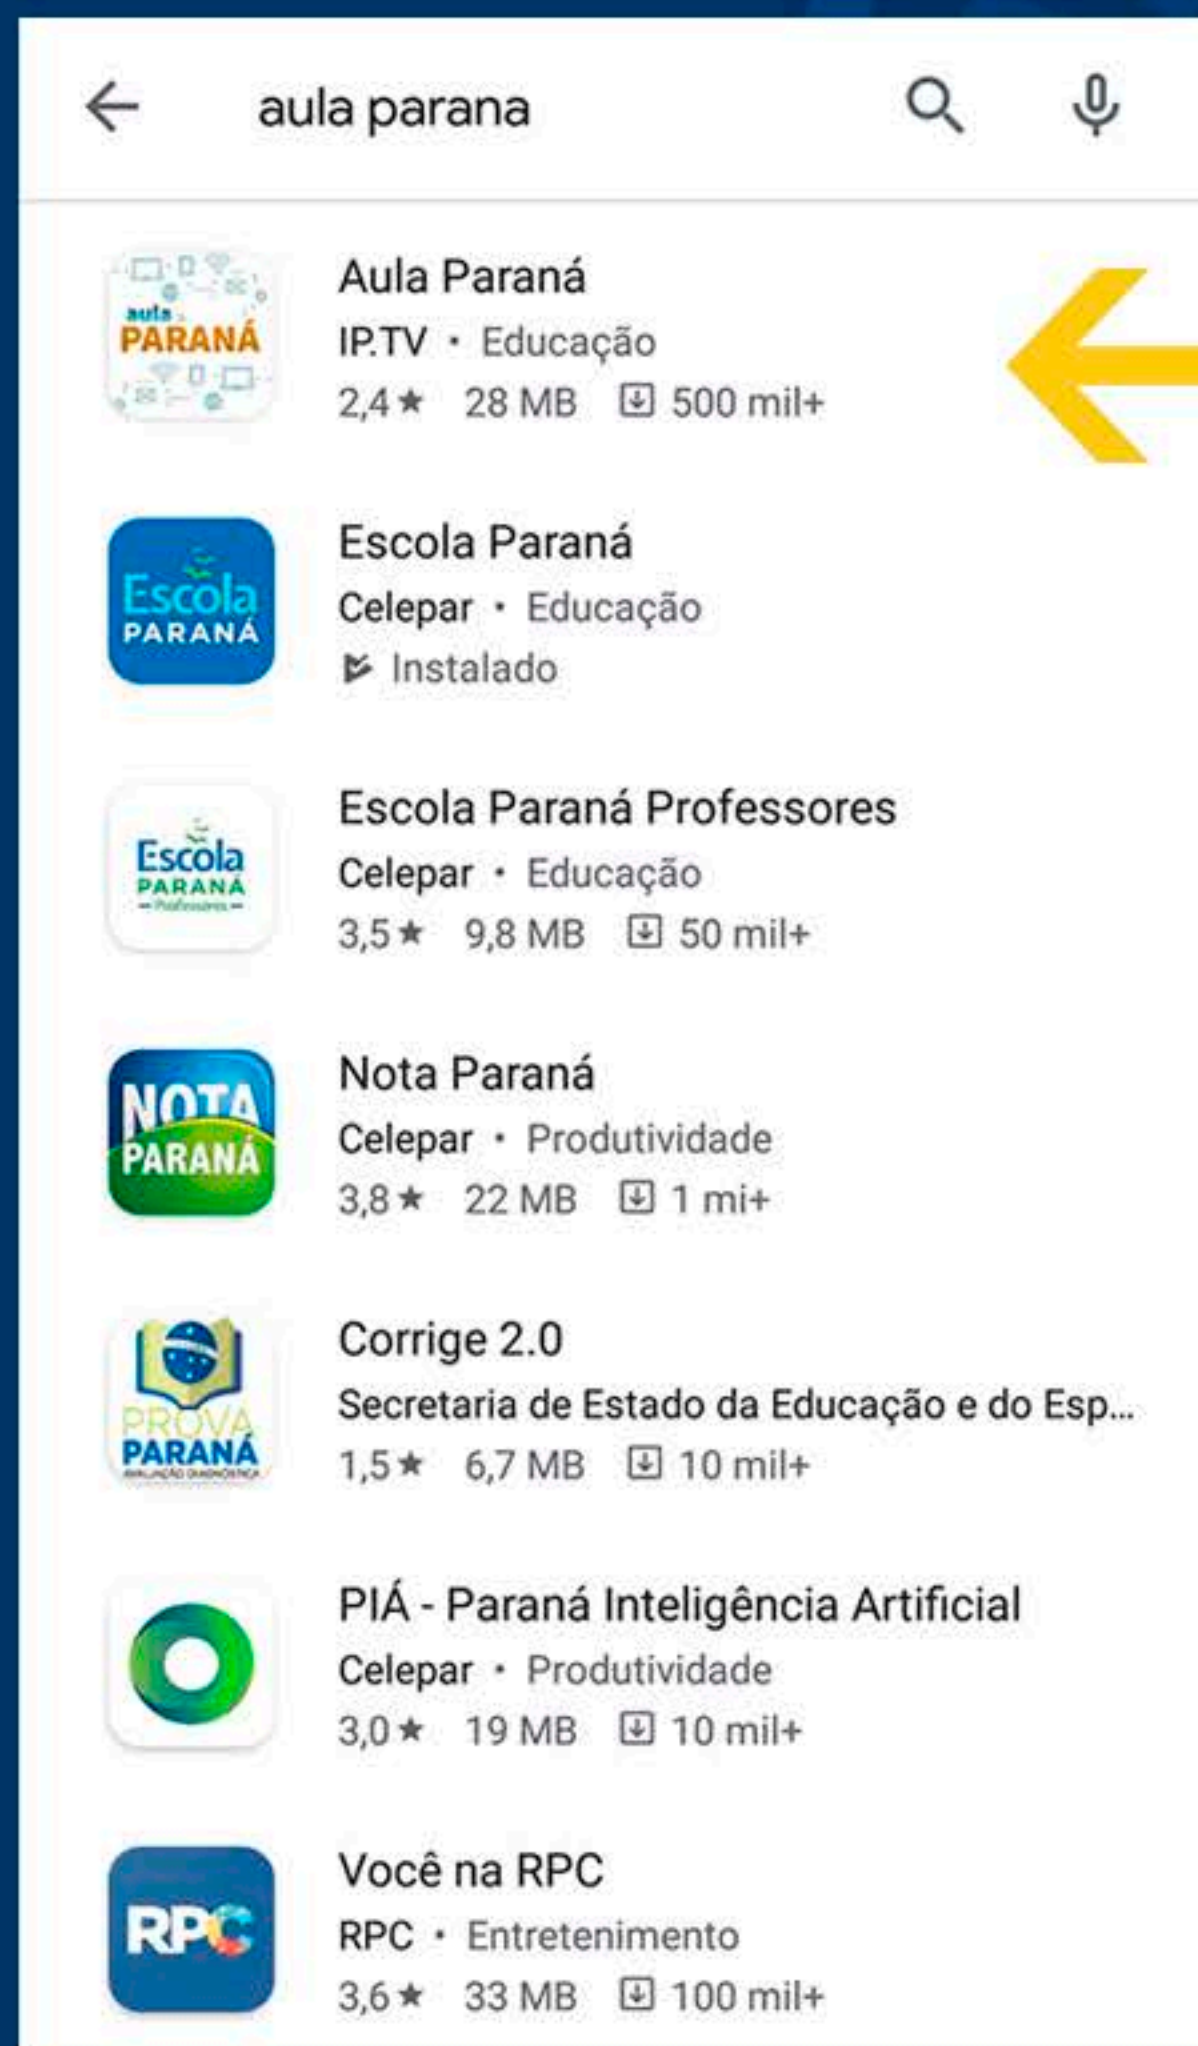 aula parana
aula
PARANÁ
Aula Paraná
IP.TV • Educação
2,4★ 28 MB 500 mil+
Escola
PARANÁ
Escola Paraná
Celepar • Educação
Instalado
Escola
PARANÁ
Professores
Escola Paraná Professores
Celepar • Educação
3,5★ 9,8 MB 50 mil+
NOTA
PARANÁ
Nota Paraná
Celepar • Produtividade
3,8★ 22 MB 1 mi+
PROVA
PARANÁ
AVALIAÇÃO DIAGNÓSTICA
Corrige 2.0
Secretaria de Estado da Educação e do Esp...
1,5★ 6,7 MB 10 mil+
PIÁ - Paraná Inteligência Artificial
Celepar • Produtividade
3,0★ 19 MB 10 mil+
RPC
Você na RPC
RPC • Entretenimento
3,6★ 33 MB 100 mil+